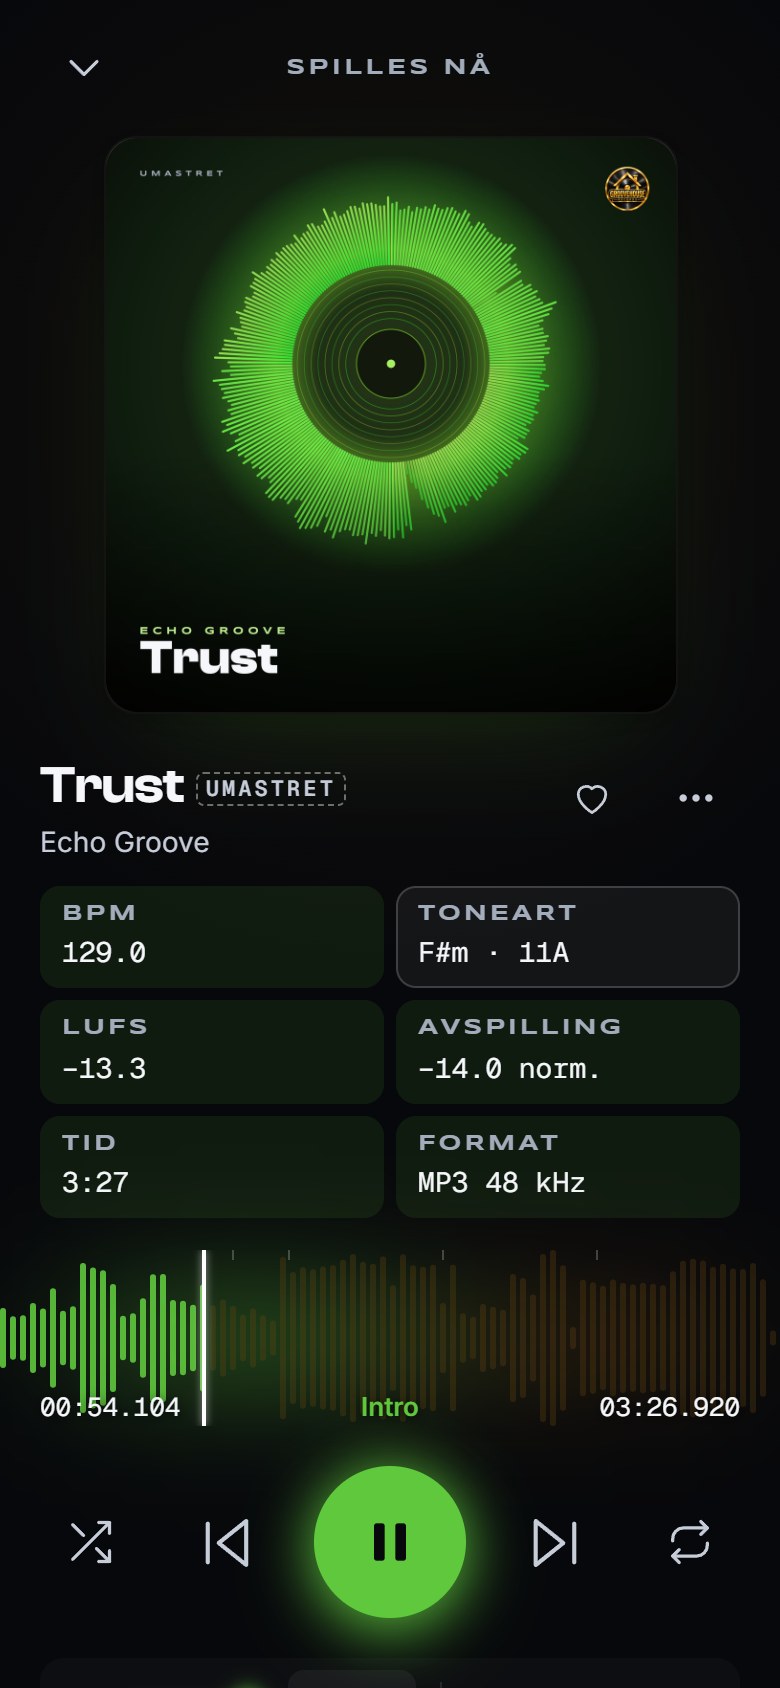 SPILLES NÅ
UMASTRET
GROOVEHOUSE
ECHO GROOVE
Trust
Trust UMASTRET
Echo Groove
BPM
129.0
TONEART
F#m · 11A
LUFS
−13.3
AVSPILLING
−14.0 norm.
TID
3:27
FORMAT
MP3 48 kHz
00:54.104 Intro 03:26.920